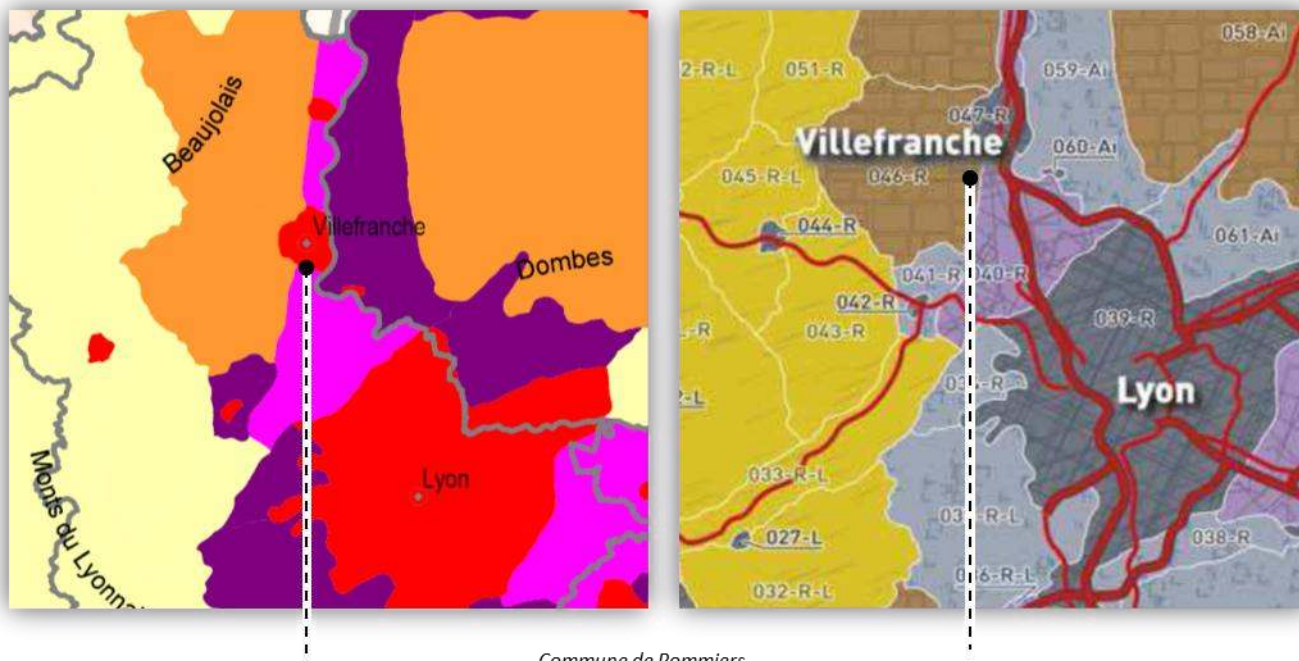 Beaujolais
Villefranche
Dombes
Lyon
Monts du Lyonna
2-R-L
051-R
058-Ai
059-Ai
047-R
Villefranche
060-Ai
045-R-L
046-R
044-R
061-Ai
041-R
040-R
042-R
043-R
039-R
-R
Lyon
-L
033-R-L
027-L
038-R
032-R-L
Commune de Pommiers